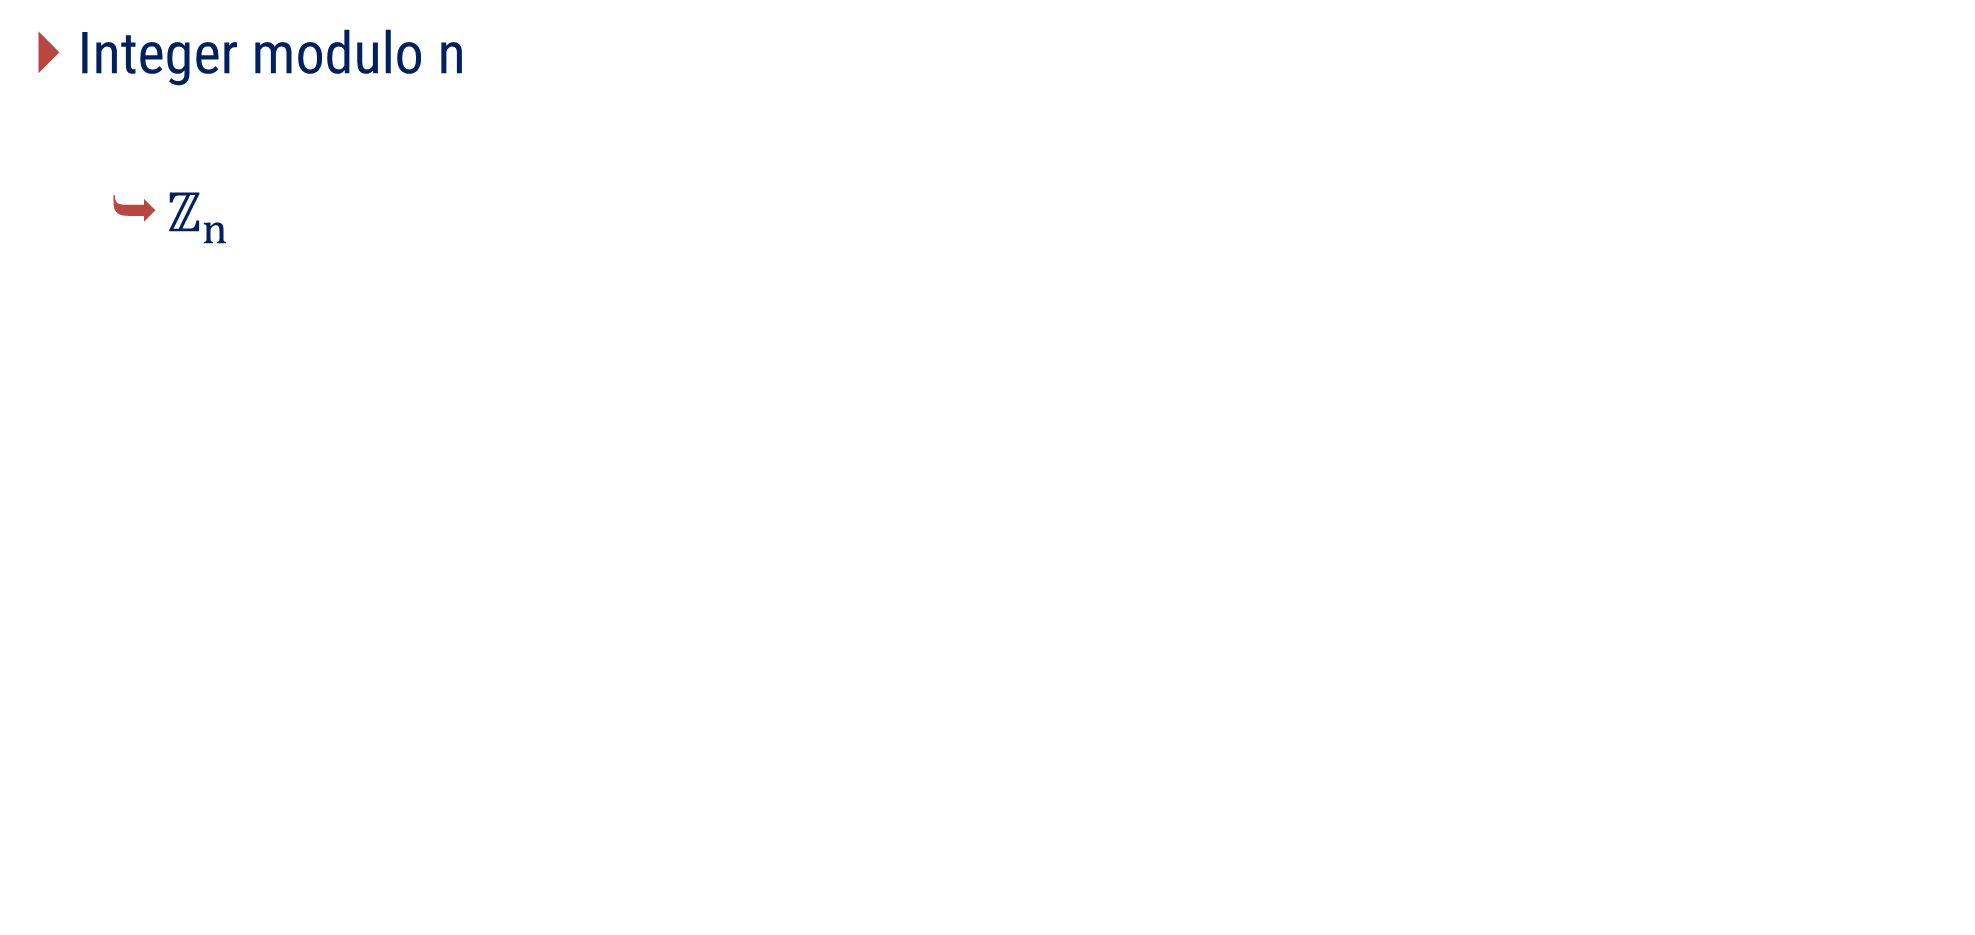 Integer modulo n
ℤₙ